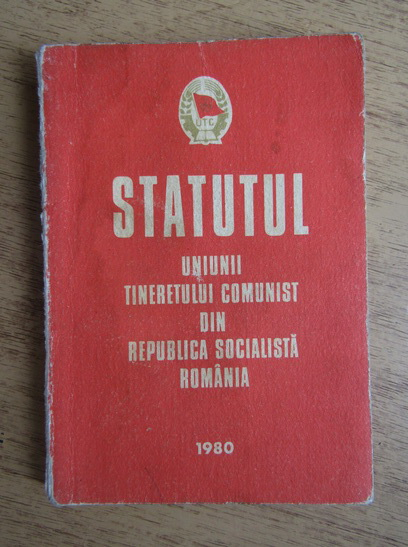 UTC
STATUTUL
UNIUNII
TINERETULUI COMUNIST
DIN
REPUBLICA SOCIALISTĂ
ROMÂNIA
1980